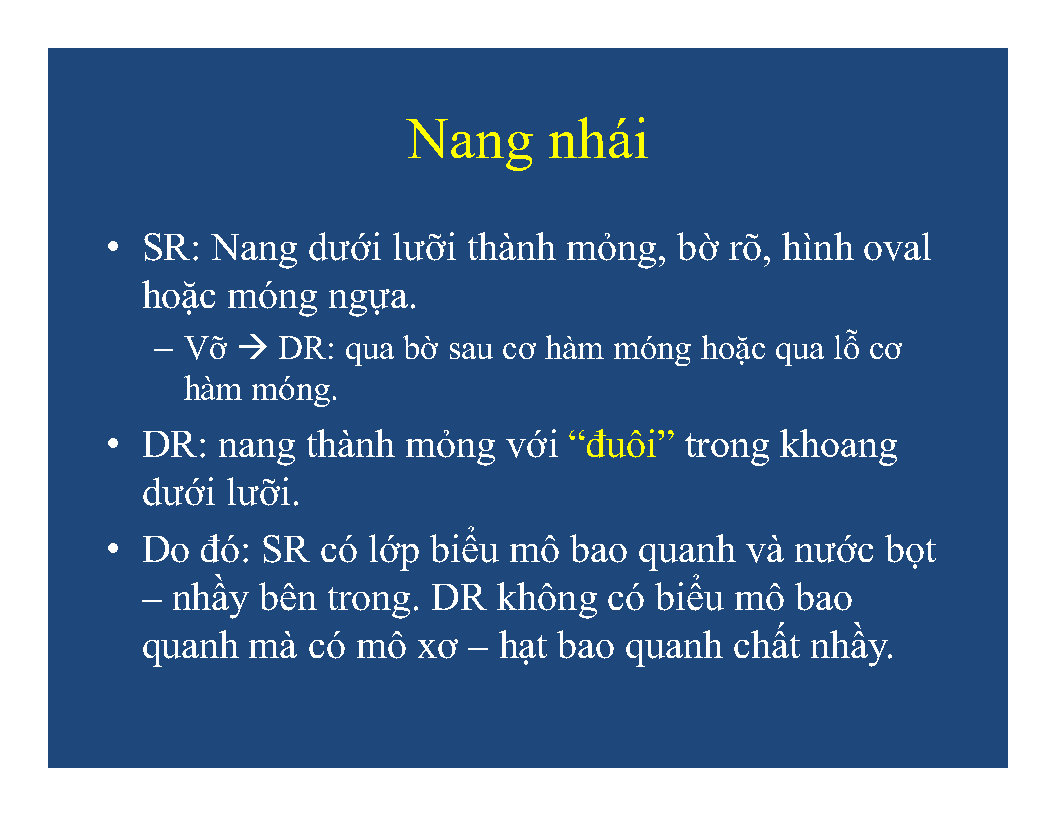 Nang nhái
• SR: Nang dưới lưỡi thành mỏng, bờ rõ, hình oval
hoặc móng ngựa.
– Vỡ → DR: qua bờ sau cơ hàm móng hoặc qua lỗ cơ
hàm móng.
• DR: nang thành mỏng với “đuôi” trong khoang
dưới lưỡi.
• Do đó: SR có lớp biểu mô bao quanh và nước bọt
– nhầy bên trong. DR không có biểu mô bao
quanh mà có mô xơ – hạt bao quanh chất nhầy.